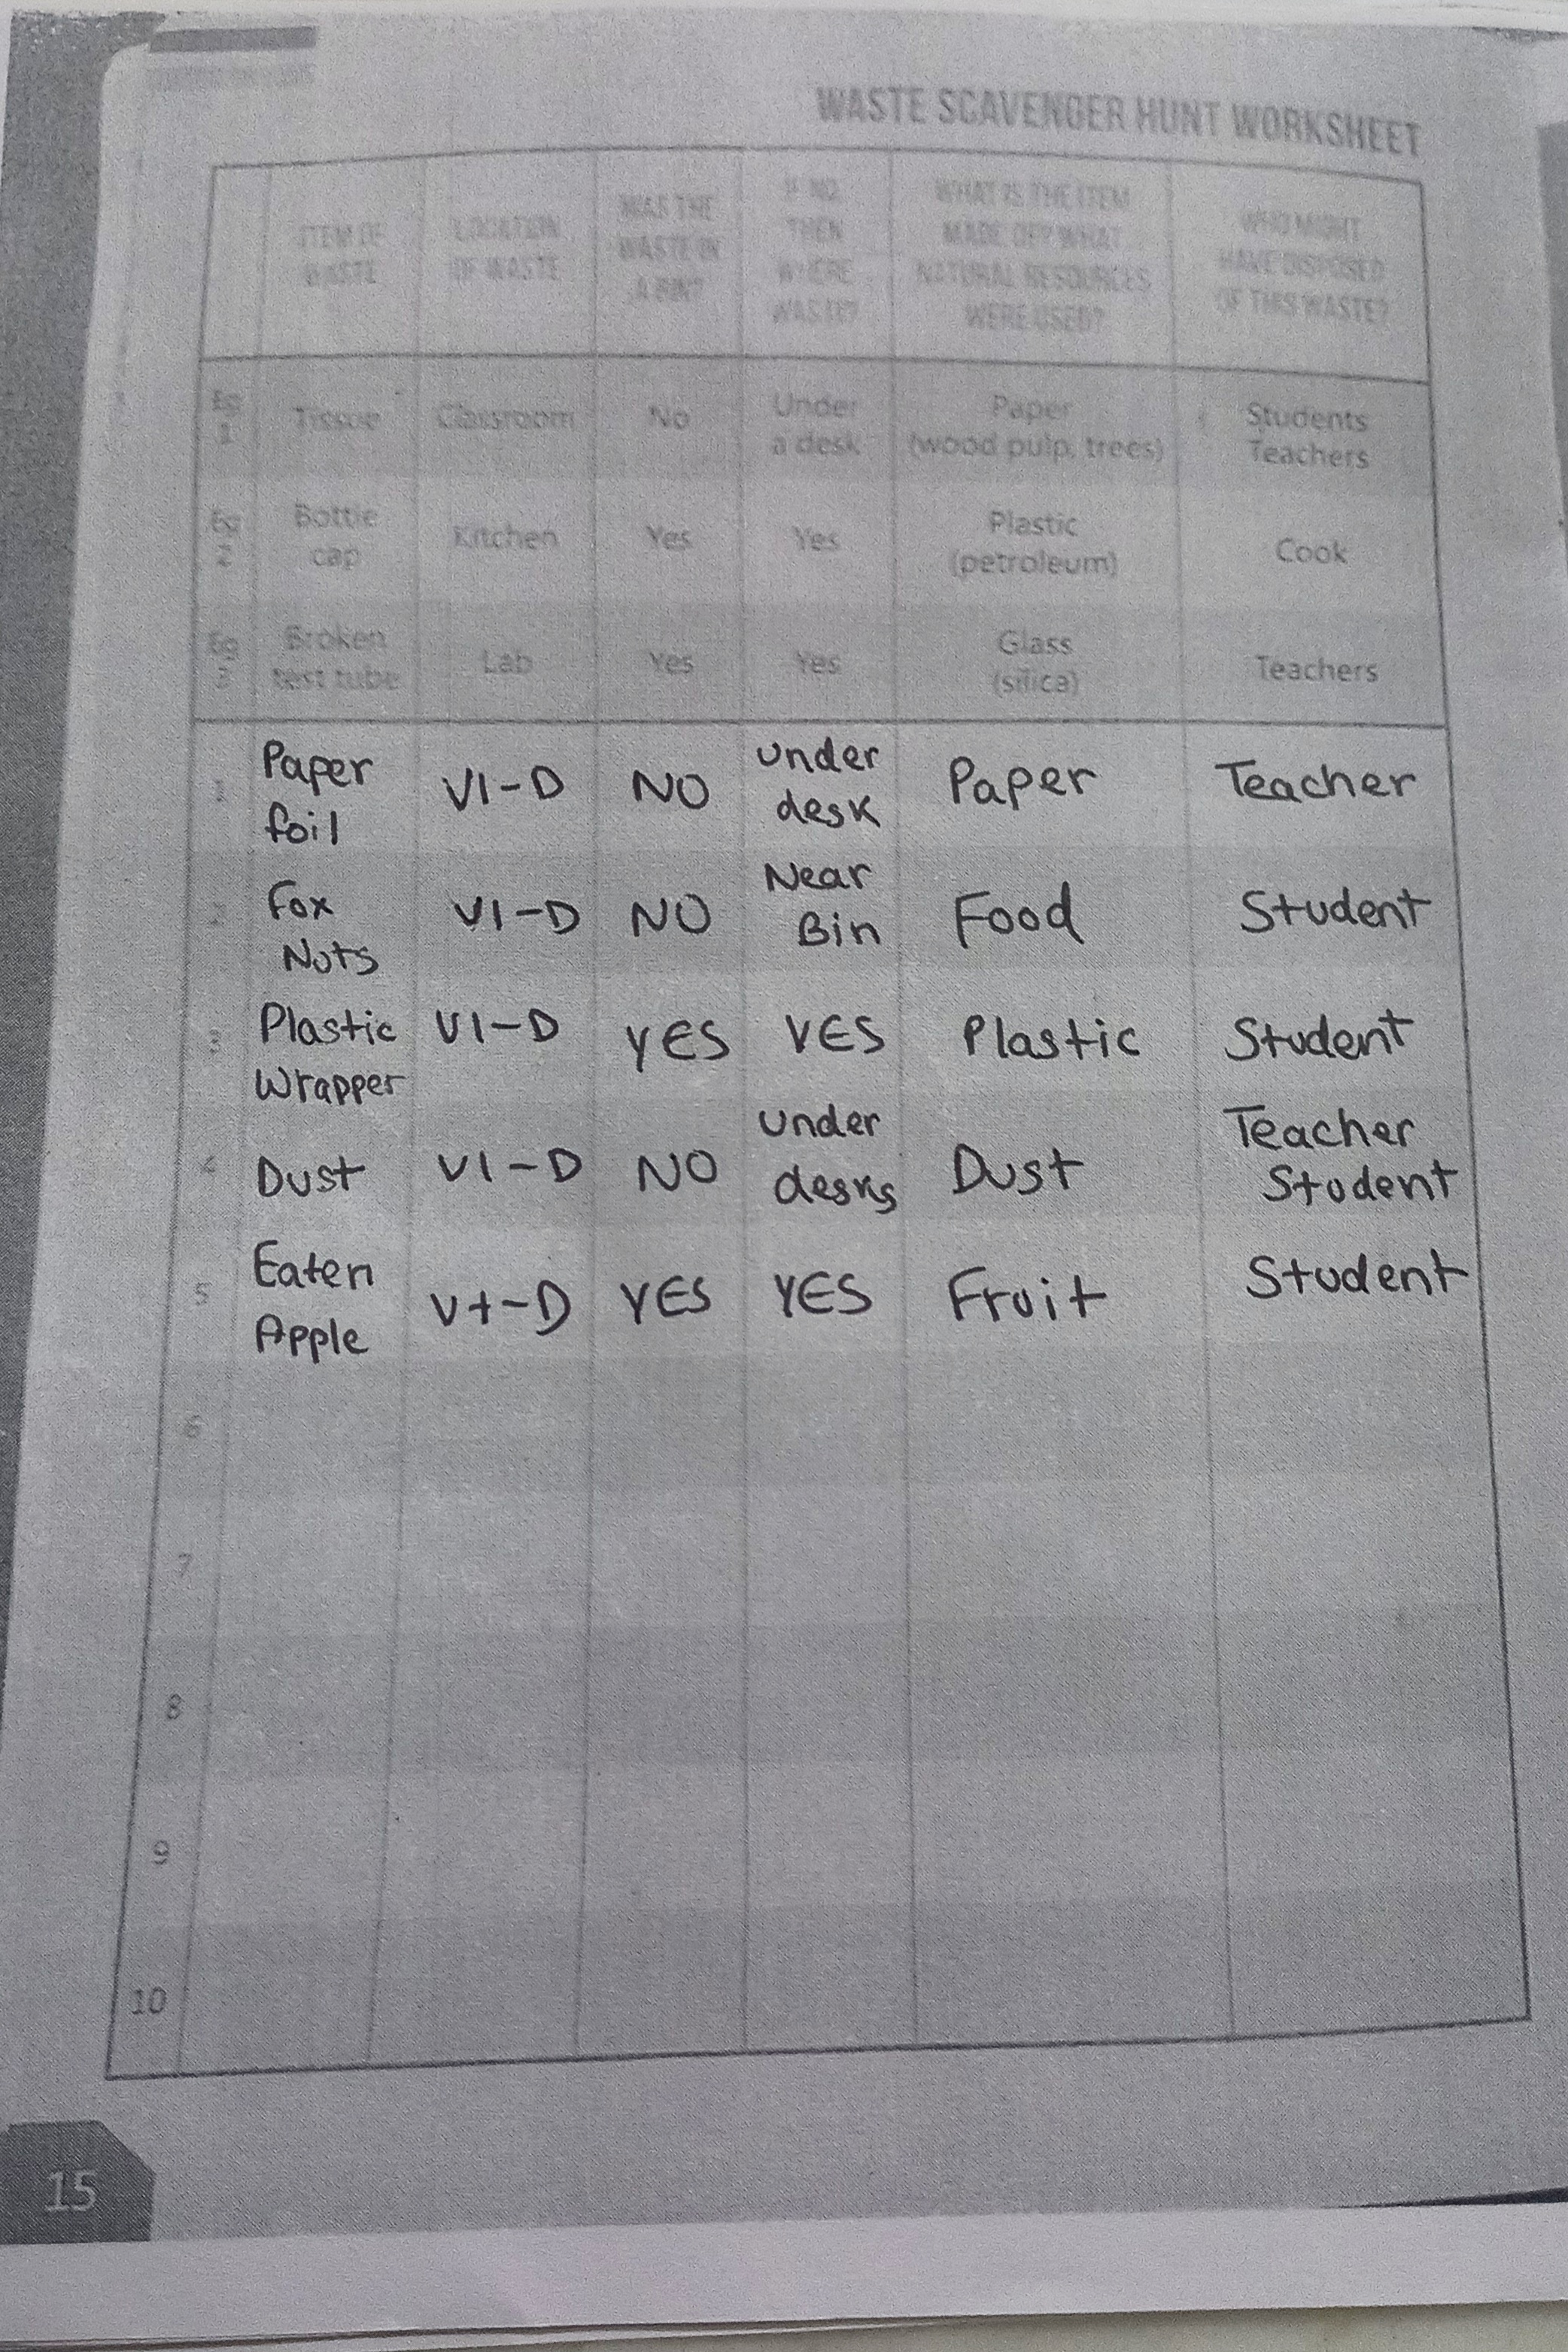 WASTE SCAVENGER HUNT WORKSHEET
ITEM OF WASTE
LOCATION OF WASTE
WAS THE WASTE IN A BIN?
IF NO, THEN WHERE WAS IT?
WHAT IS THE ITEM MADE OF? WHAT NATURAL RESOURCES WERE USED?
WHO MIGHT HAVE DISPOSED OF THIS WASTE?
Eg 1 Tissue Classroom No Under a desk Paper (wood pulp, trees) Students Teachers
Eg 2 Bottle cap Kitchen Yes Yes Plastic (petroleum) Cook
Eg 3 Broken test tube Lab Yes Yes Glass (silica) Teachers
1 Paper foil VI-D NO Under desk Paper Teacher
2 Fox Nuts VI-D NO Near Bin Food Student
3 Plastic Wrapper VI-D YES YES Plastic Student
4 Dust VI-D NO Under desks Dust Teacher Student
5 Eaten Apple VI-D YES YES Fruit Student
6
7
8
9
10
15